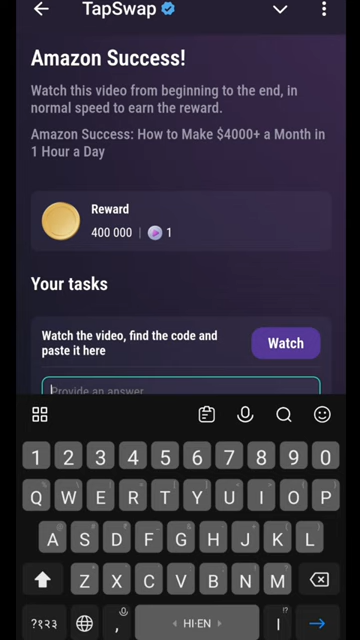 TapSwap
Amazon Success!
Watch this video from beginning to the end, in
normal speed to earn the reward.
Amazon Success: How to Make $4000+ a Month in
1 Hour a Day
Reward
400 000 | 1
Your tasks
Watch the video, find the code and
paste it here
Watch
Provide an answer
1 2 3 4 5 6 7 8 9 0
Q W E R T Y U I O P
A S D F G H J K L
Z X C V B N M
?१२३ , HI·EN I !?